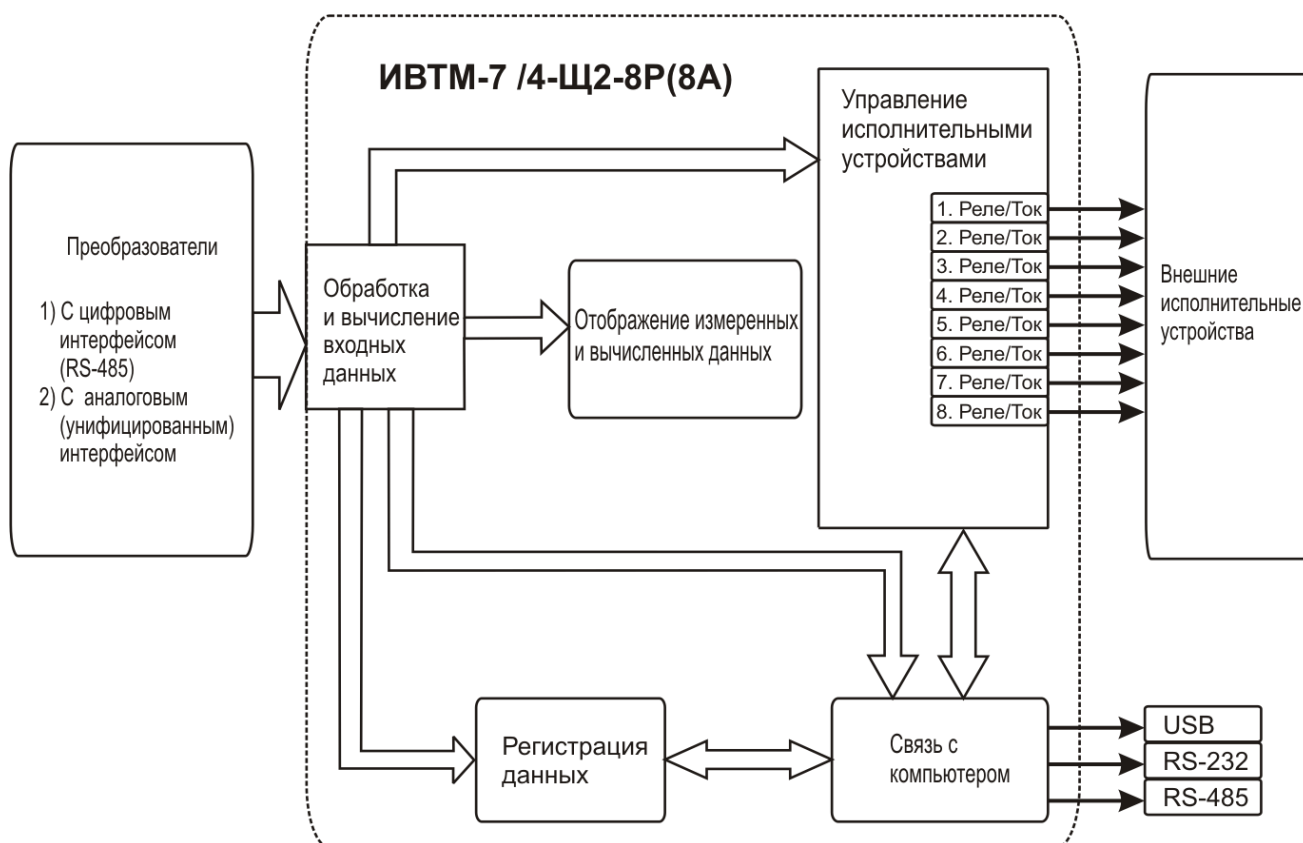 ИВТМ-7 /4-Щ2-8Р(8А)
Преобразователи
1) С цифровым
интерфейсом
(RS-485)
2) С аналоговым
(унифицированным)
интерфейсом
Обработка
и вычисление
входных
данных
Отображение измеренных
и вычисленных данных
Управление
исполнительными
устройствами
1. Реле/Ток
2. Реле/Ток
3. Реле/Ток
4. Реле/Ток
5. Реле/Ток
6. Реле/Ток
7. Реле/Ток
8. Реле/Ток
Внешние
исполнительные
устройства
Регистрация
данных
Связь с
компьютером
USB
RS-232
RS-485